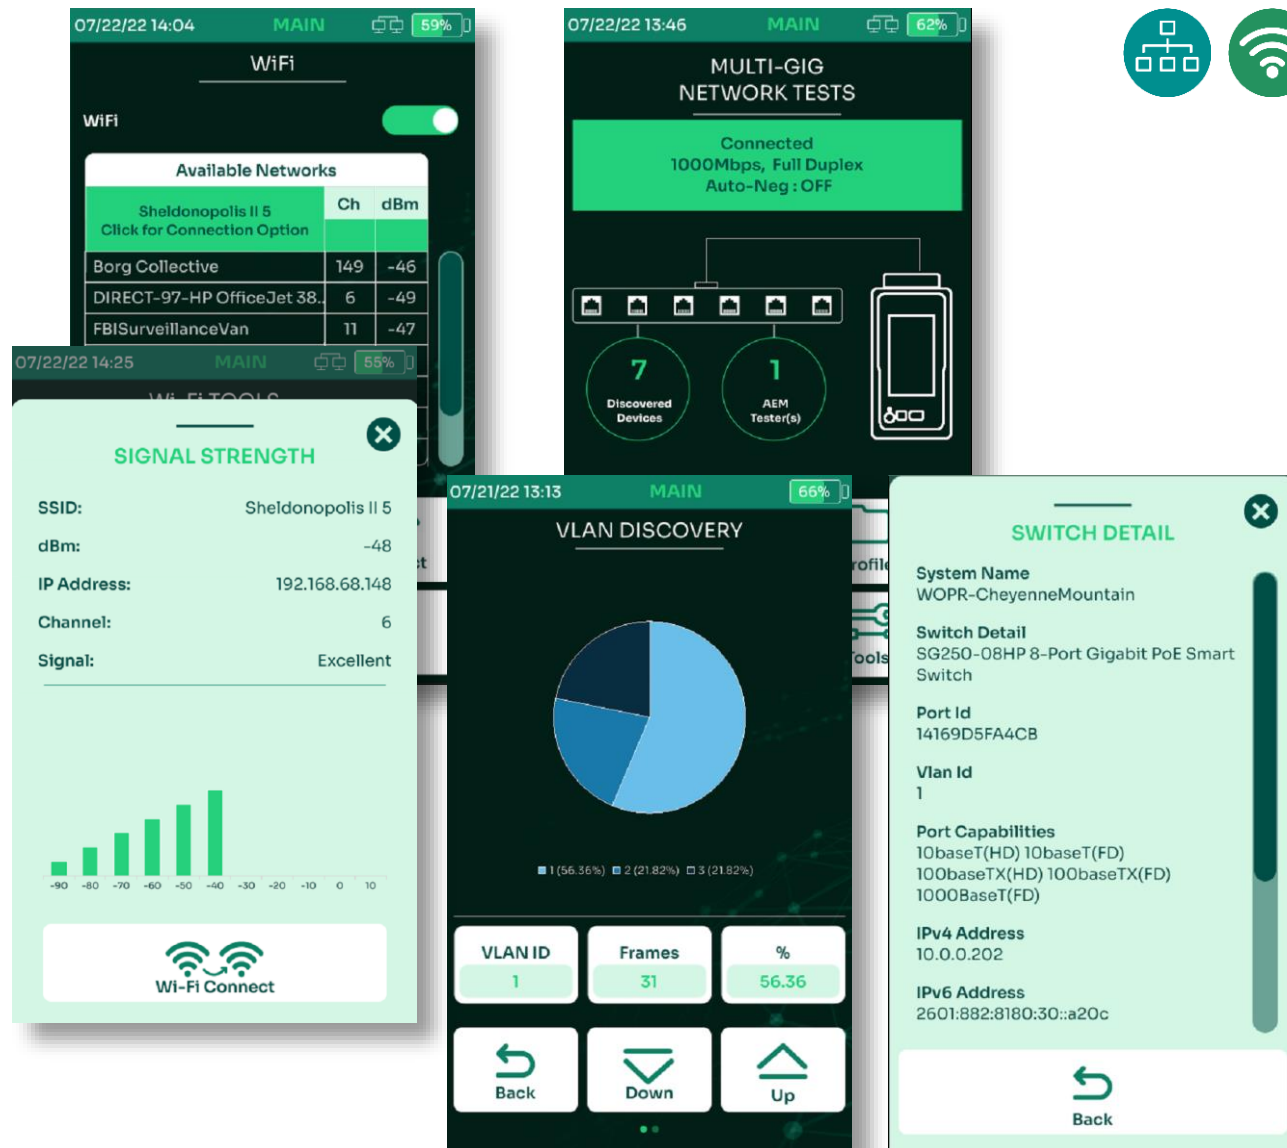 07/22/22 14:04 MAIN 59%
WiFi
WiFi
Available Networks
Sheldonopolis II 5
Click for Connection Option
Ch dBm
Borg Collective 149 -46
DIRECT-97-HP OfficeJet 38.. 6 -49
FBISurveillanceVan 11 -47
07/22/22 13:46 MAIN 62%
MULTI-GIG
NETWORK TESTS
Connected
1000Mbps, Full Duplex
Auto-Neg : OFF
7
Discovered
Devices
1
AEM
Tester(s)
Tools
07/22/22 14:25 MAIN 55%
Wi-Fi TOOLS
SIGNAL STRENGTH
SSID: Sheldonopolis II 5
dBm: -48
IP Address: 192.168.68.148
Channel: 6
Signal: Excellent
-90 -80 -70 -60 -50 -40 -30 -20 -10 0 10
Wi-Fi Connect
07/21/22 13:13 MAIN 66%
VLAN DISCOVERY
1 (56.36%) 2 (21.82%) 3 (21.82%)
VLAN ID Frames %
1 31 56.36
Back Down Up
SWITCH DETAIL
System Name
WOPR-CheyenneMountain
Switch Detail
SG250-08HP 8-Port Gigabit PoE Smart
Switch
Port Id
14169D5FA4CB
Vlan Id
1
Port Capabilities
10baseT(HD) 10baseT(FD)
100baseTX(HD) 100baseTX(FD)
1000BaseT(FD)
IPv4 Address
10.0.0.202
IPv6 Address
2601:882:8180:30::a20c
Back